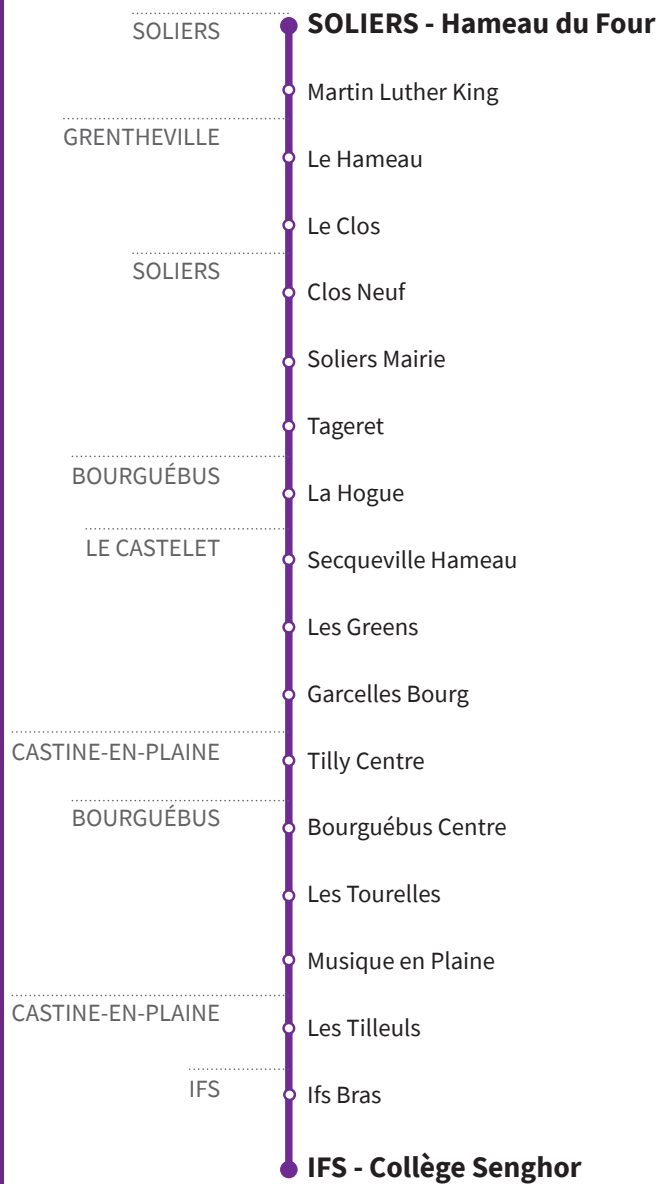 SOLIERS
SOLIERS - Hameau du Four
Martin Luther King
GRENTHEVILLE
Le Hameau
Le Clos
SOLIERS
Clos Neuf
Soliers Mairie
Tageret
BOURGUÉBUS
La Hogue
LE CASTELET
Secqueville Hameau
Les Greens
Garcelles Bourg
CASTINE-EN-PLAINE
Tilly Centre
BOURGUÉBUS
Bourguébus Centre
Les Tourelles
Musique en Plaine
CASTINE-EN-PLAINE
Les Tilleuls
IFS
Ifs Bras
IFS - Collège Senghor